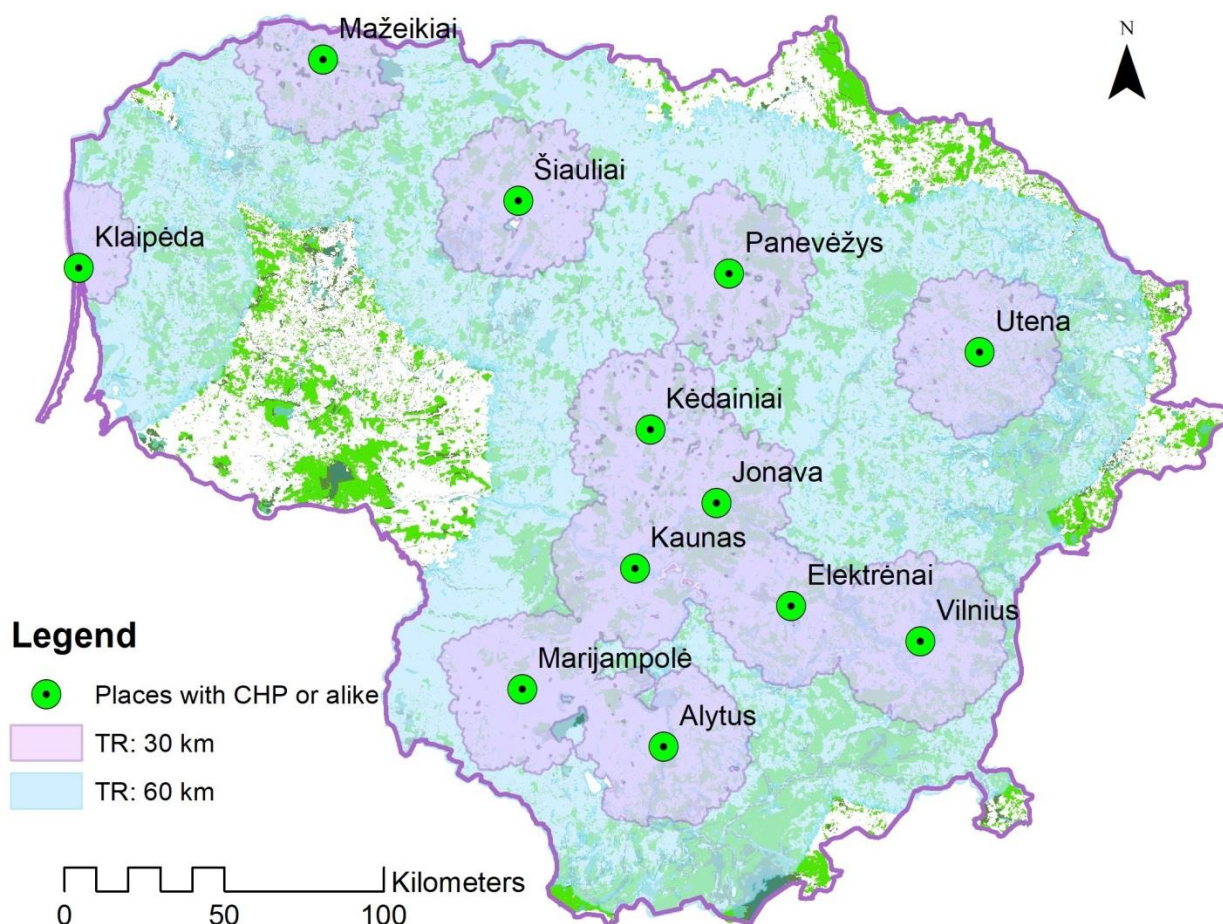 Mažeikiai
N
Šiauliai
Klaipėda
Panevėžys
Utena
Kėdainiai
Jonava
Kaunas
Elektrėnai
Vilnius
Marijampolė
Alytus
Legend
Places with CHP or alike
TR: 30 km
TR: 60 km
Kilometers
0 50 100